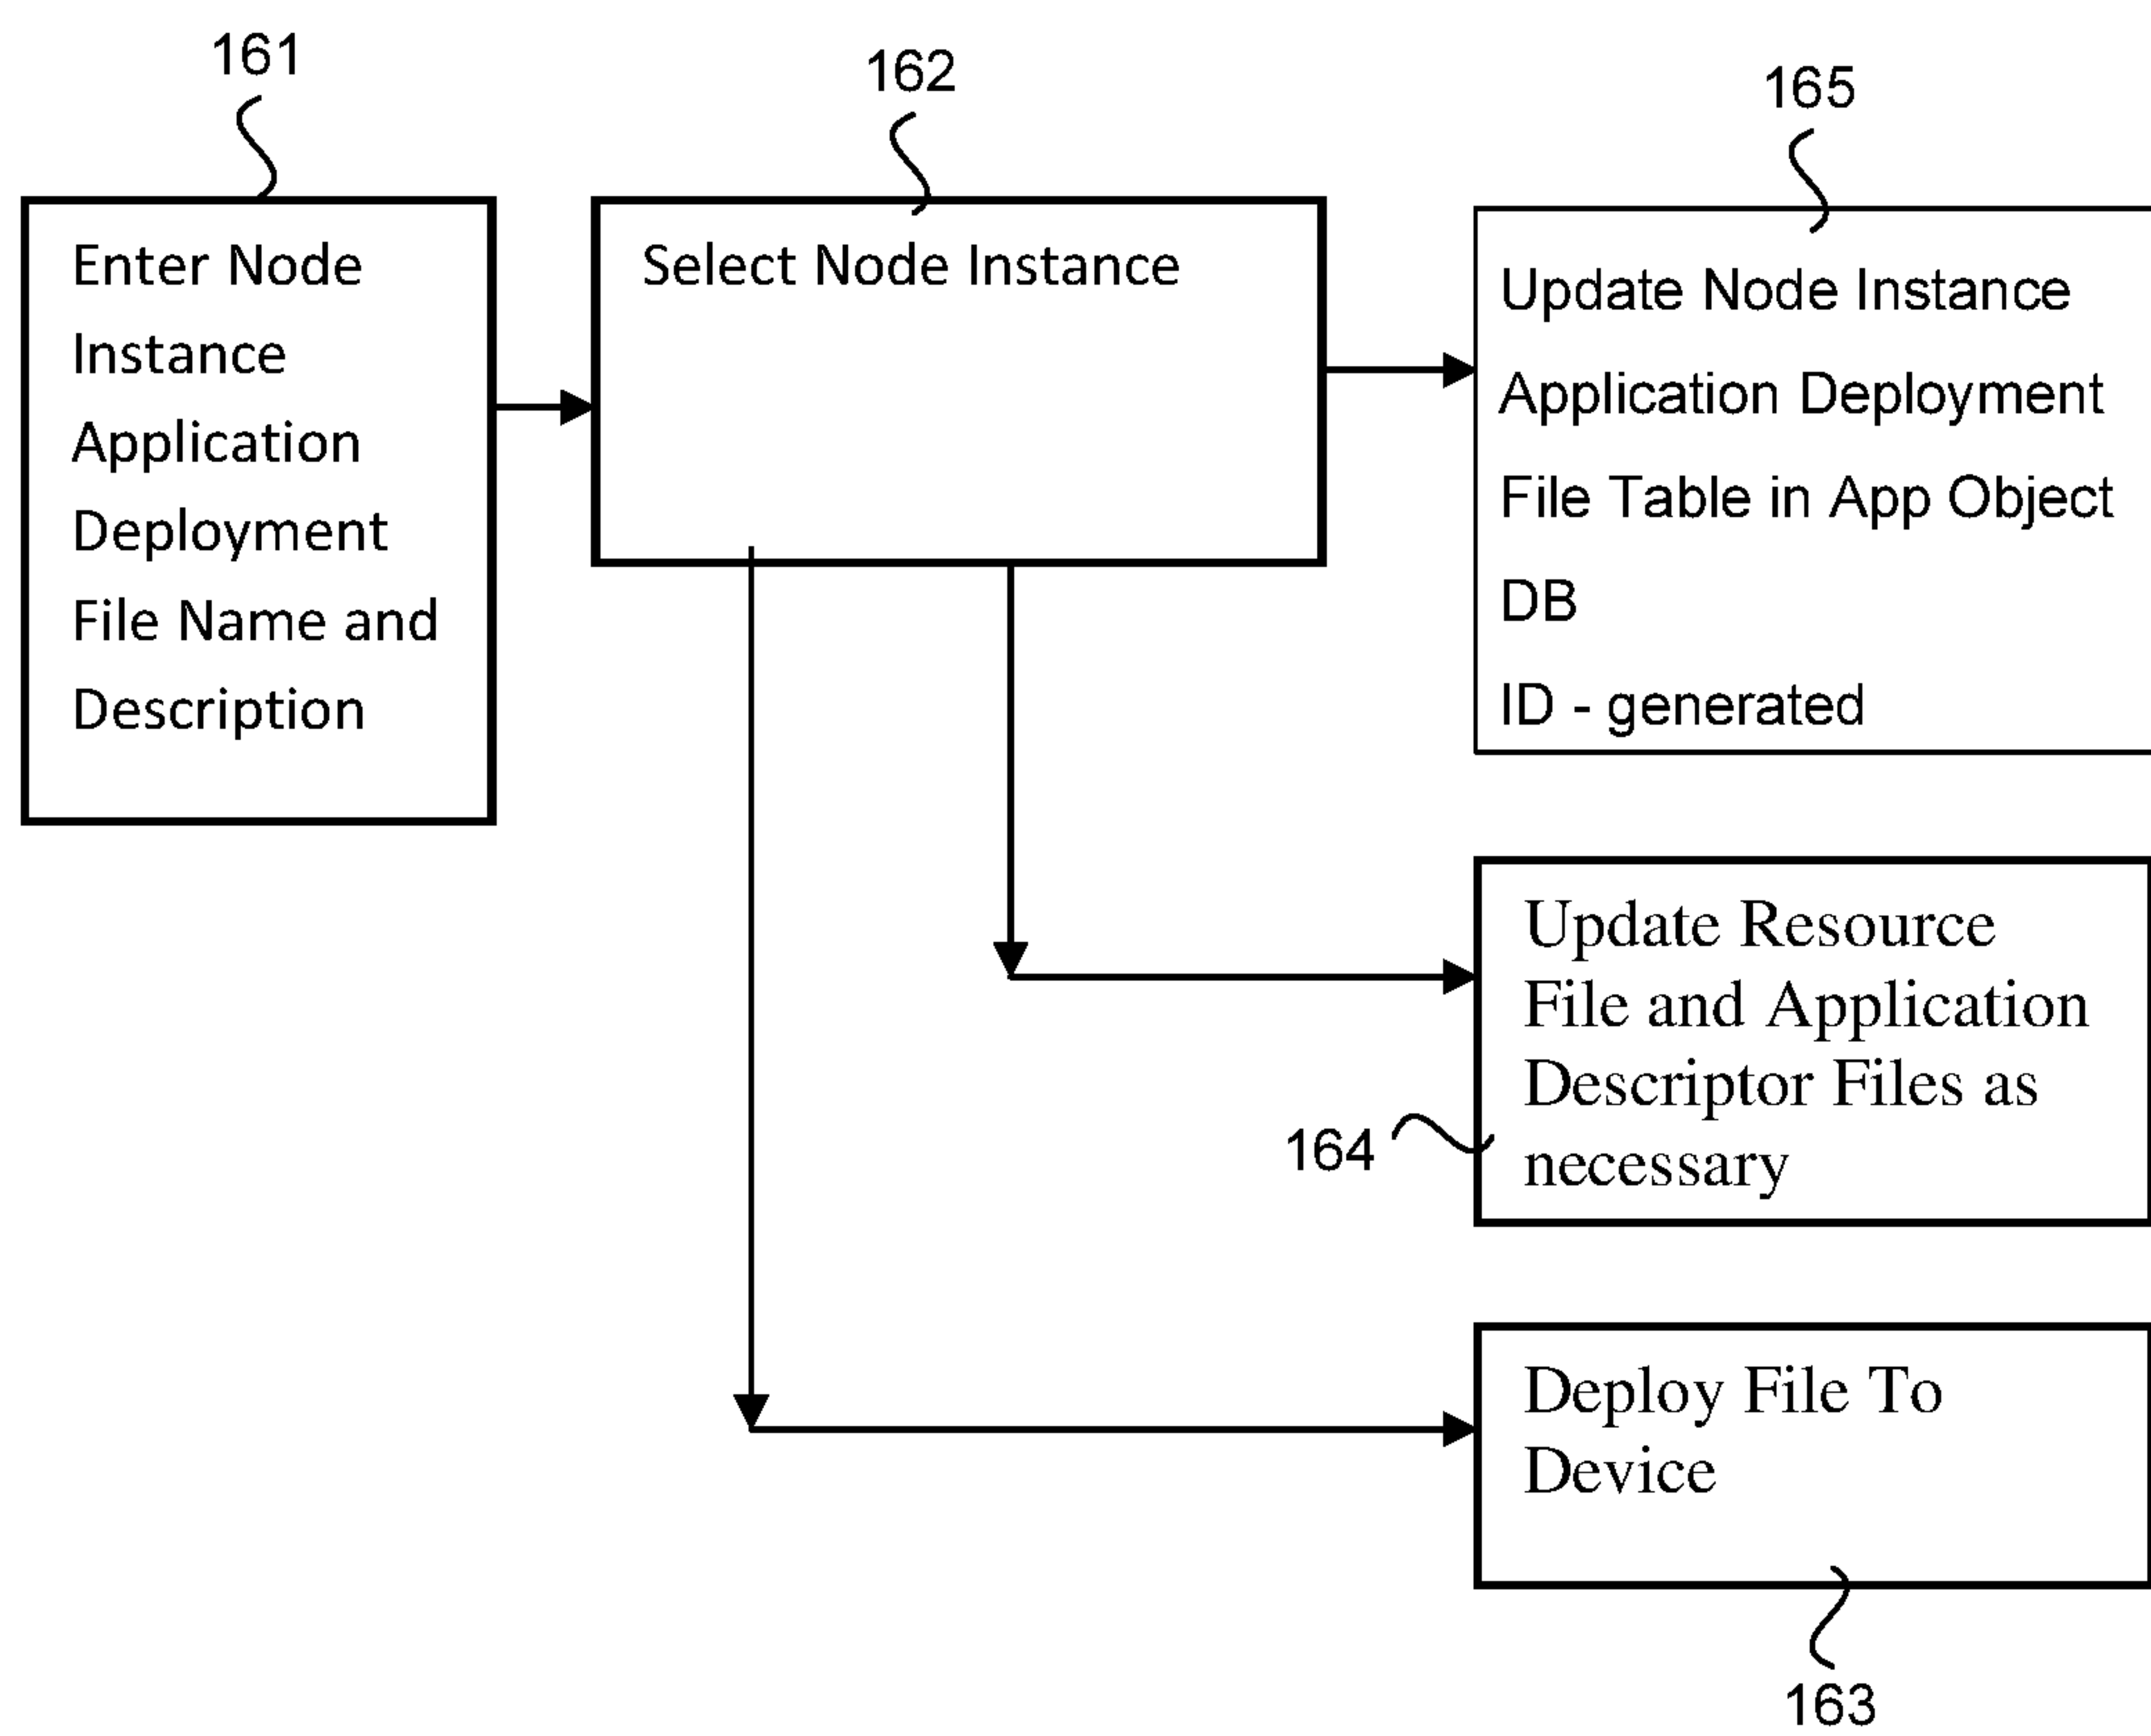 161
162
165
Enter Node
Instance
Application
Deployment
File Name and
Description
Select Node Instance
Update Node Instance
Application Deployment
File Table in App Object
DB
ID - generated
Update Resource
File and Application
Descriptor Files as
necessary
164
Deploy File To
Device
163